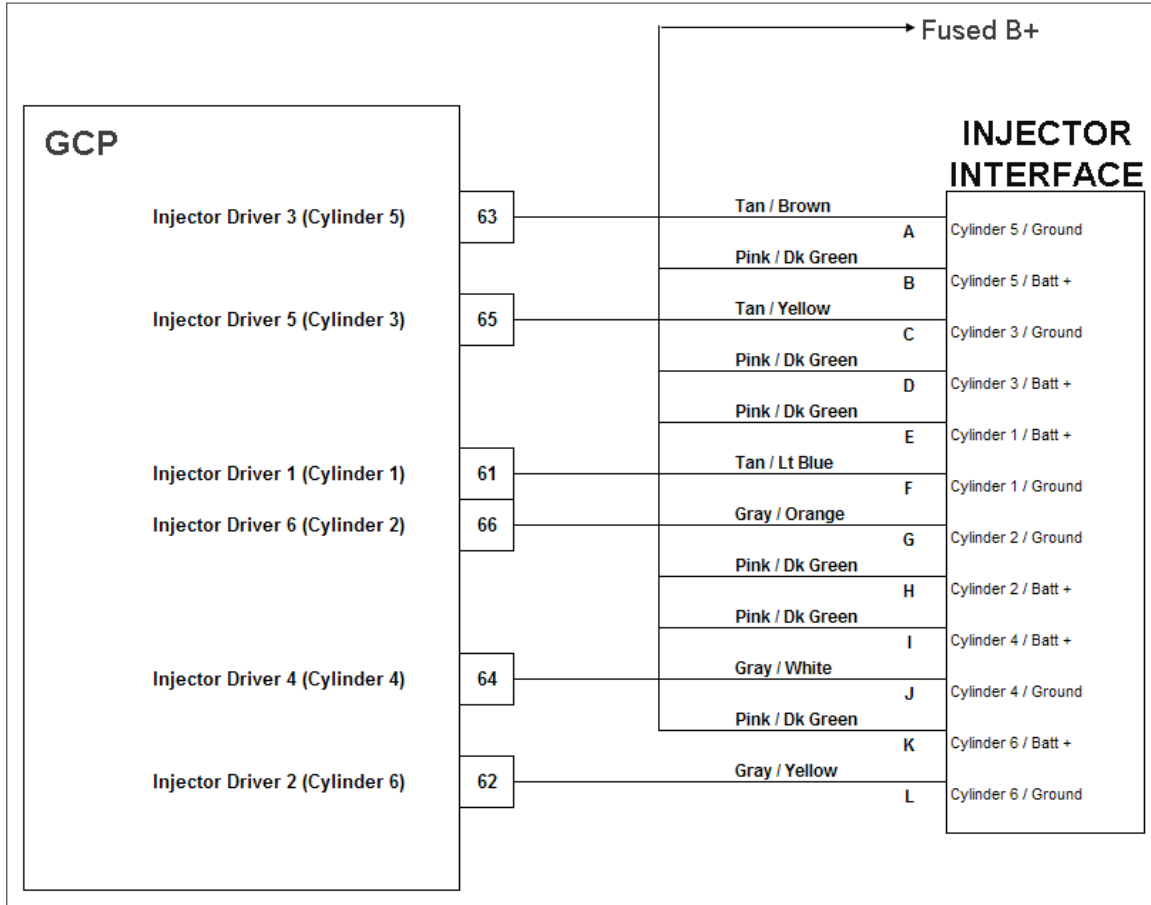 Fused B+
GCP
INJECTOR
INTERFACE
Injector Driver 3 (Cylinder 5)
63
Tan / Brown
A
Cylinder 5 / Ground
Pink / Dk Green
B
Cylinder 5 / Batt +
Injector Driver 5 (Cylinder 3)
65
Tan / Yellow
C
Cylinder 3 / Ground
Pink / Dk Green
D
Cylinder 3 / Batt +
Pink / Dk Green
E
Cylinder 1 / Batt +
Injector Driver 1 (Cylinder 1)
61
Tan / Lt Blue
F
Cylinder 1 / Ground
Injector Driver 6 (Cylinder 2)
66
Gray / Orange
G
Cylinder 2 / Ground
Pink / Dk Green
H
Cylinder 2 / Batt +
Pink / Dk Green
I
Cylinder 4 / Batt +
Injector Driver 4 (Cylinder 4)
64
Gray / White
J
Cylinder 4 / Ground
Pink / Dk Green
K
Cylinder 6 / Batt +
Injector Driver 2 (Cylinder 6)
62
Gray / Yellow
L
Cylinder 6 / Ground